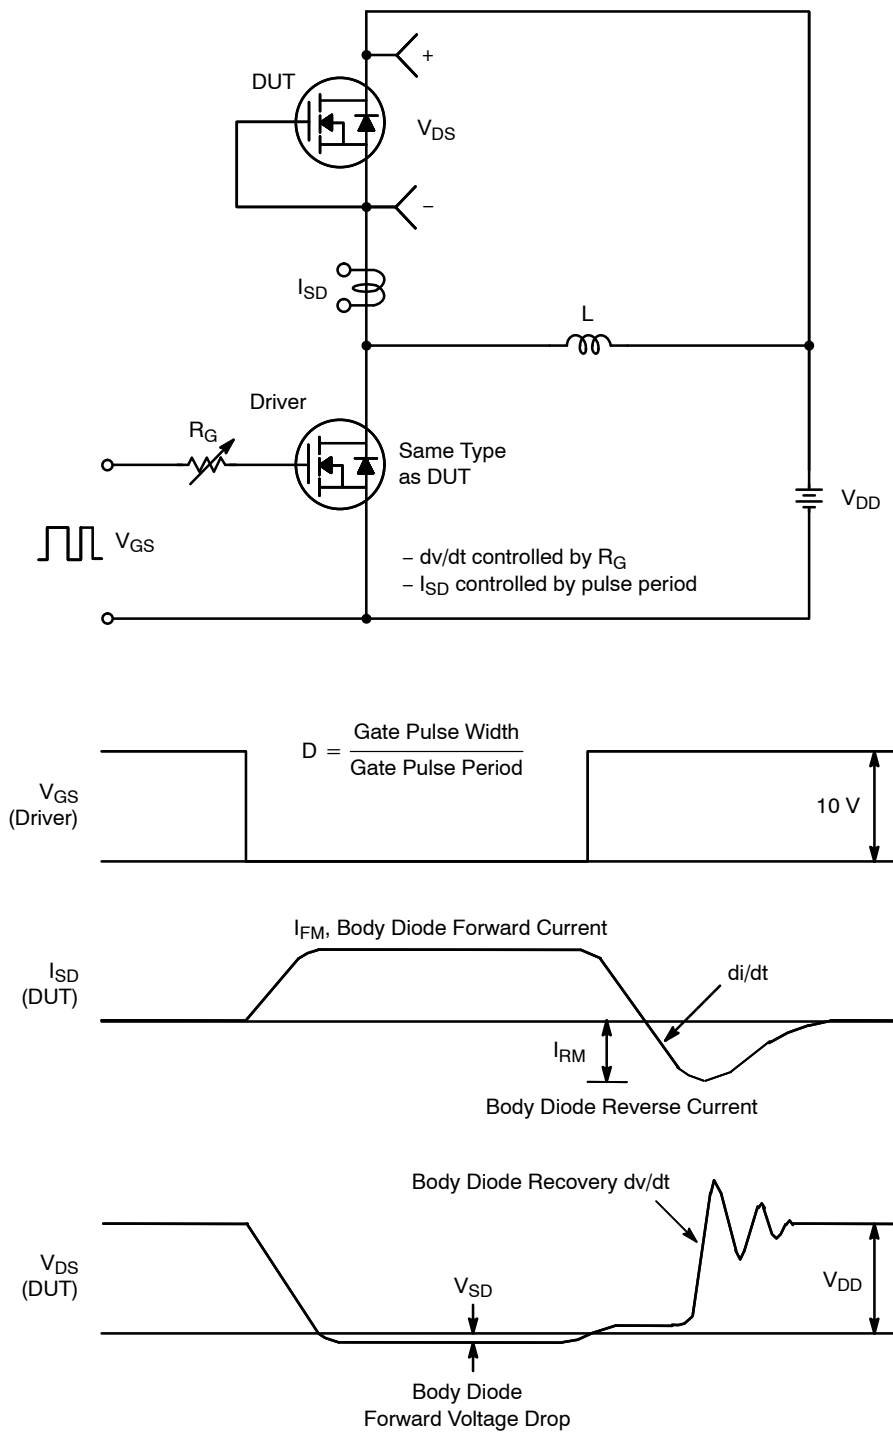 +
DUT
V_DS
−
I_SD
L
Driver
R_G
Same Type
as DUT
V_DD
V_GS
− dv/dt controlled by R_G
− I_SD controlled by pulse period
D = Gate Pulse Width
Gate Pulse Period
V_GS
(Driver)
10 V
I_FM, Body Diode Forward Current
I_SD
(DUT)
di/dt
I_RM
Body Diode Reverse Current
Body Diode Recovery dv/dt
V_DS
(DUT)
V_SD
V_DD
Body Diode
Forward Voltage Drop